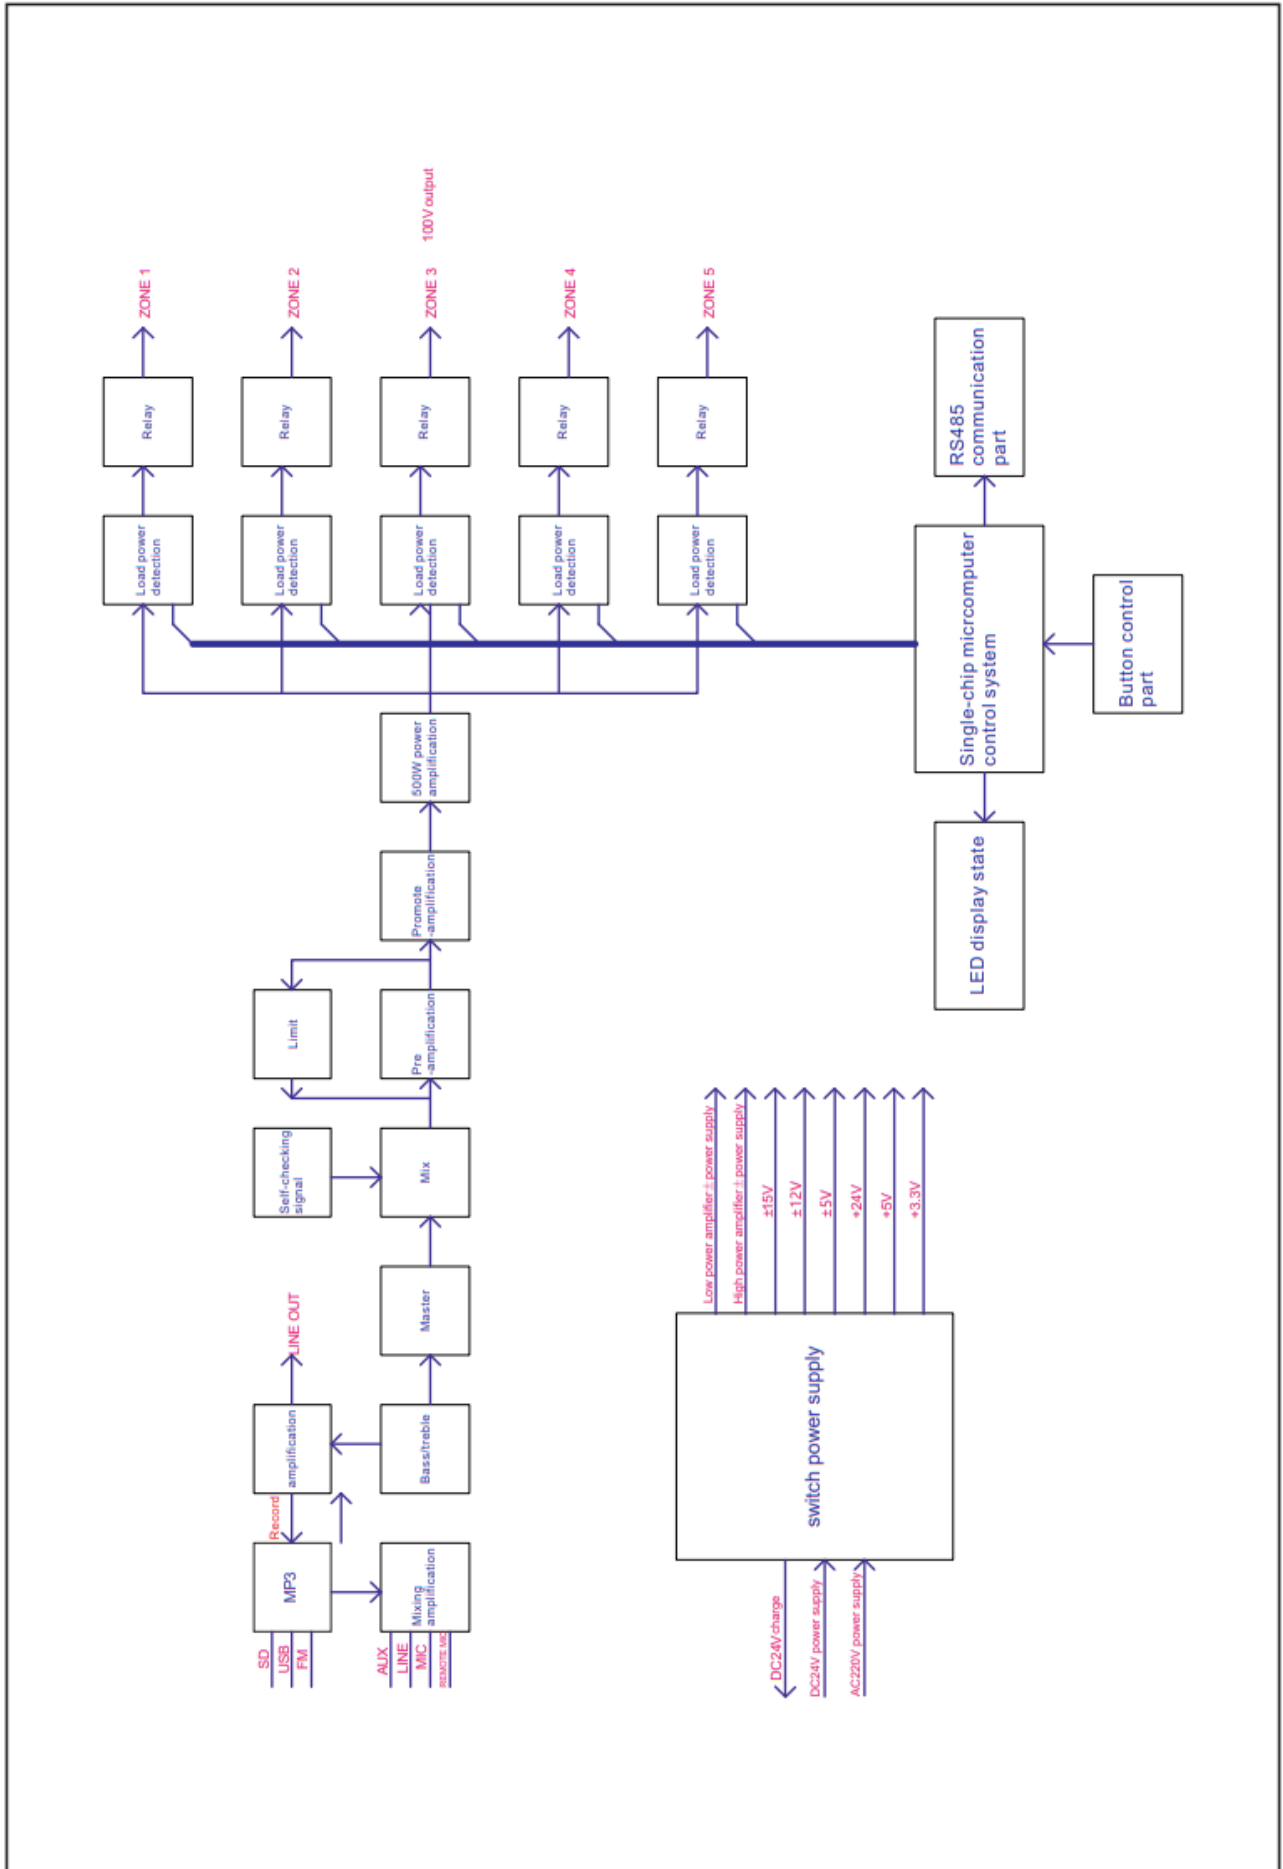 ZONE 1
ZONE 2
ZONE 3
100V output
ZONE 4
ZONE 5
Relay
Relay
Relay
Relay
Relay
Load power
detection
Load power
detection
Load power
detection
Load power
detection
Load power
detection
500W power
amplification
Promote
-amplification
Limit
Pre
-amplification
Self-checking
signal
Mix
LINE OUT
Master
amplification
Bass/treble
Record
MP3
Mixing
amplification
SD
USB
FM
AUX
LINE
MIC
REMOTE MIC
RS485
communication
part
Single-chip micrcomputer
control system
Button control
part
LED display state
Low power amplifier±power supply
High power amplifier±power supply
±15V
±12V
±5V
+24V
+5V
+3.3V
switch power supply
DC24V charge
DC24V power supply
AC220V power supply